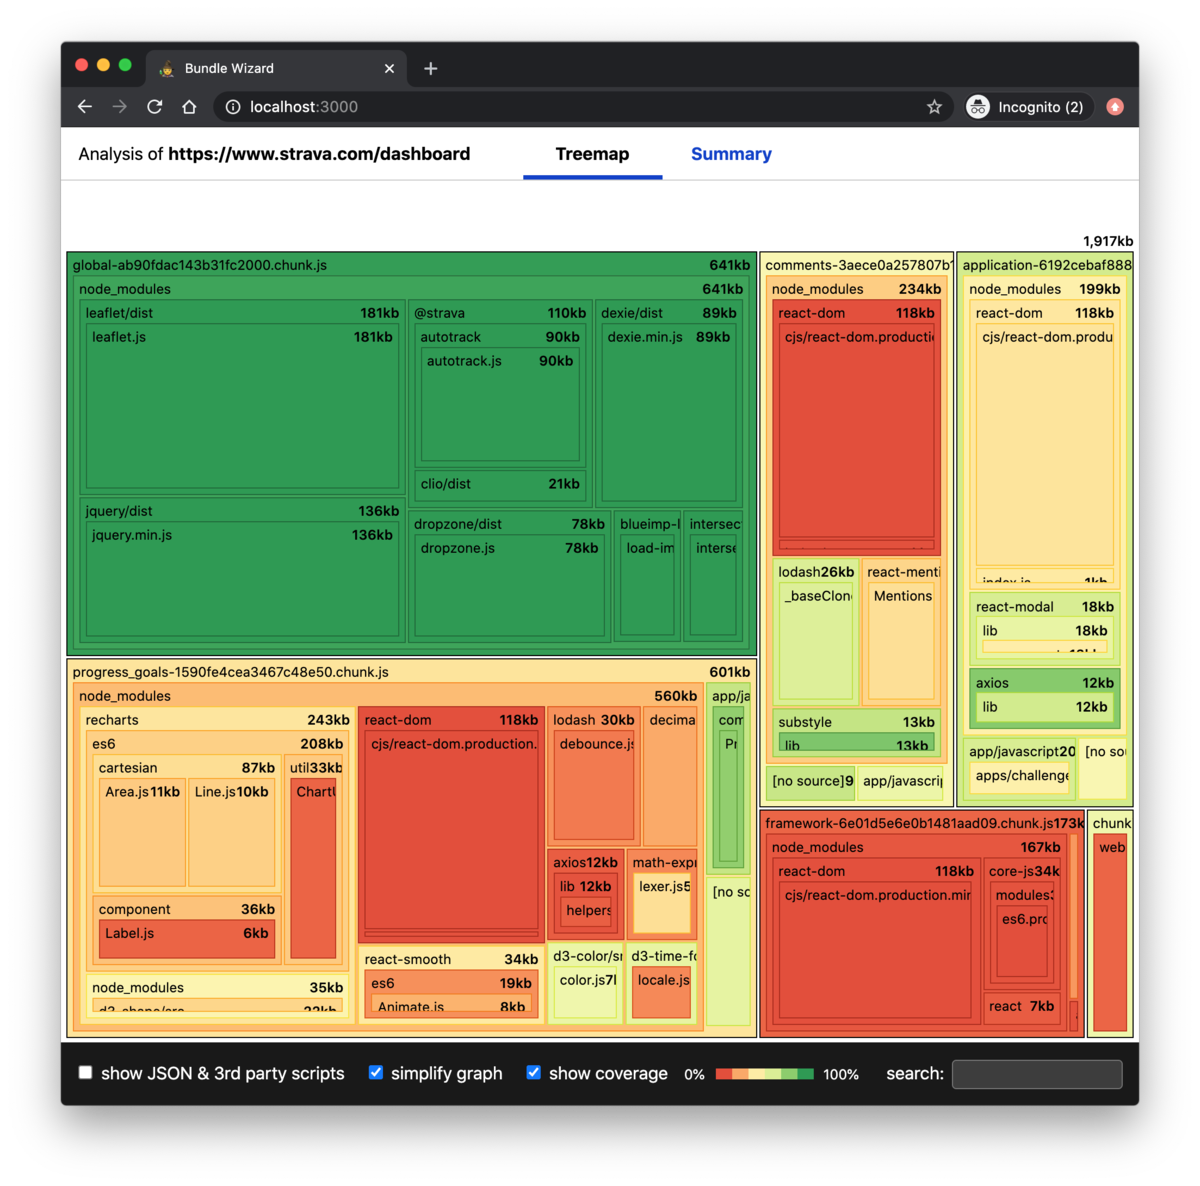 Bundle Wizard
localhost:3000
Incognito (2)
Analysis of https://www.strava.com/dashboard
Treemap
Summary
1,917kb
global-ab90fdac143b31fc2000.chunk.js 641kb
node_modules 641kb
leaflet/dist 181kb
leaflet.js 181kb
jquery/dist 136kb
jquery.min.js 136kb
@strava 110kb
autotrack 90kb
autotrack.js 90kb
clio/dist 21kb
dexie/dist 89kb
dexie.min.js 89kb
dropzone/dist 78kb
dropzone.js 78kb
blueimp-l
load-im
intersec
interse
progress_goals-1590fe4cea3467c48e50.chunk.js 601kb
node_modules 560kb
recharts 243kb
es6 208kb
cartesian 87kb
Area.js 11kb
Line.js 10kb
component 36kb
Label.js 6kb
util 33kb
ChartU
node_modules 35kb
react-dom 118kb
cjs/react-dom.production.
react-smooth 34kb
es6 19kb
Animate.js 8kb
lodash 30kb
debounce.js
decima
axios 12kb
lib 12kb
helpers
math-expr
lexer.js 5
d3-color/sr
color.js 7
d3-time-fo
locale.js
app/ja
com
Pr
[no sc
comments-3aece0a257807b
node_modules 234kb
react-dom 118kb
cjs/react-dom.producti
lodash 26kb
_baseClon
react-menti
Mentions
substyle 13kb
lib 13kb
[no source] 9
app/javascrip
application-6192cebaf888
node_modules 199kb
react-dom 118kb
cjs/react-dom.produ
index.js 1kb
react-modal 18kb
lib 18kb
axios 12kb
lib 12kb
app/javascript 20
apps/challenge
[no sou
framework-6e01d5e6e0b1481aad09.chunk.js 173k
node_modules 167kb
react-dom 118kb
cjs/react-dom.production.min
core-js 34k
modules 3
es6.pro
react 7kb
chunk
web
show JSON & 3rd party scripts
simplify graph
show coverage
0%
100%
search: